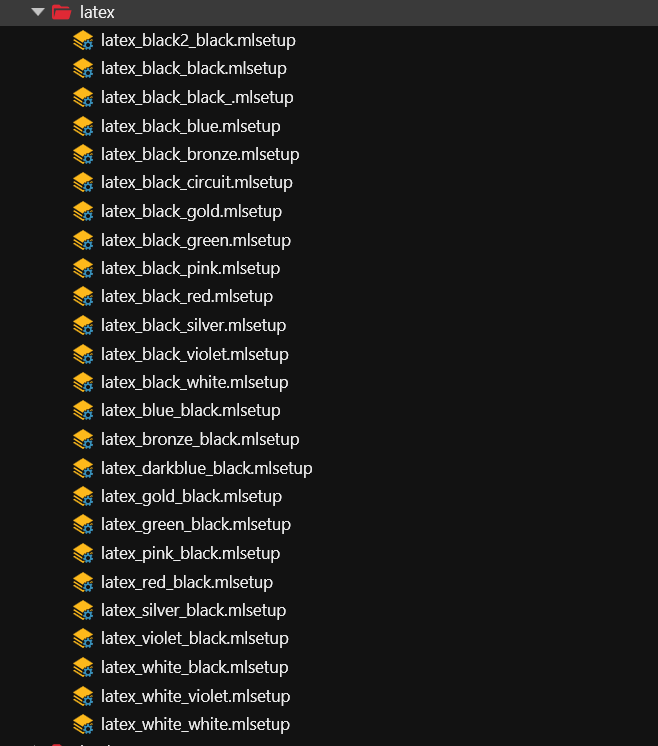 latex
latex_black2_black.mlsetup
latex_black_black.mlsetup
latex_black_black_.mlsetup
latex_black_blue.mlsetup
latex_black_bronze.mlsetup
latex_black_circuit.mlsetup
latex_black_gold.mlsetup
latex_black_green.mlsetup
latex_black_pink.mlsetup
latex_black_red.mlsetup
latex_black_silver.mlsetup
latex_black_violet.mlsetup
latex_black_white.mlsetup
latex_blue_black.mlsetup
latex_bronze_black.mlsetup
latex_darkblue_black.mlsetup
latex_gold_black.mlsetup
latex_green_black.mlsetup
latex_pink_black.mlsetup
latex_red_black.mlsetup
latex_silver_black.mlsetup
latex_violet_black.mlsetup
latex_white_black.mlsetup
latex_white_violet.mlsetup
latex_white_white.mlsetup